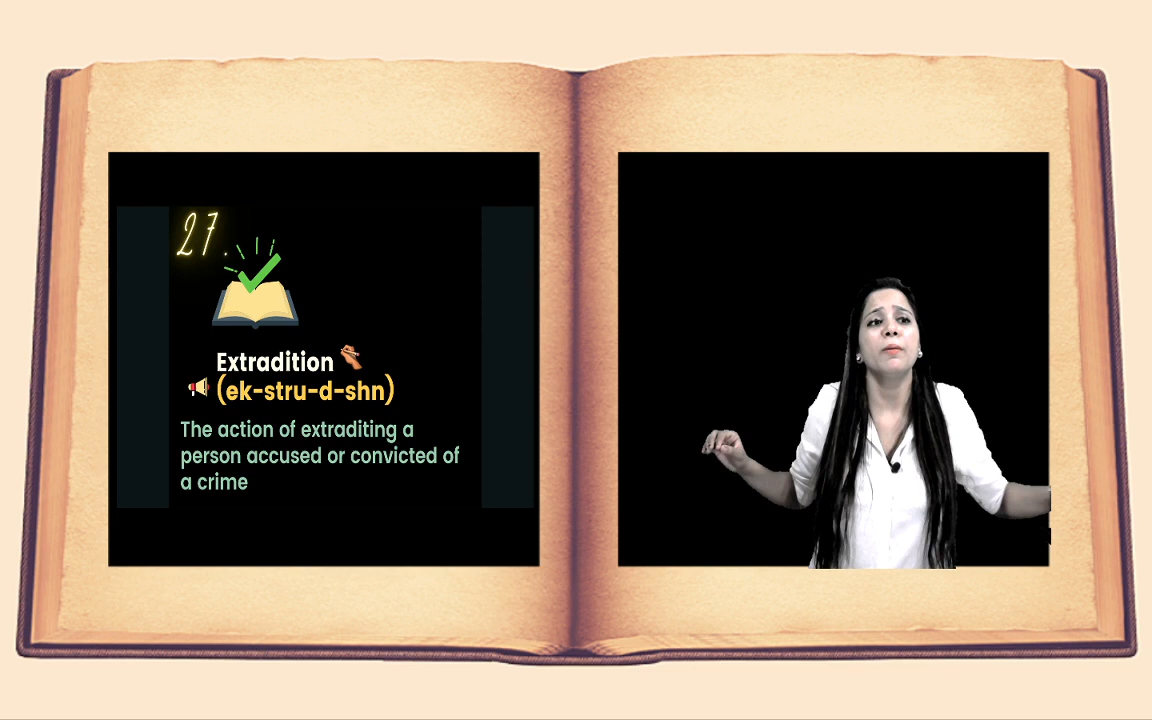 27.
Extradition
(ek-stru-d-shn)
The action of extraditing a
person accused or convicted of
a crime